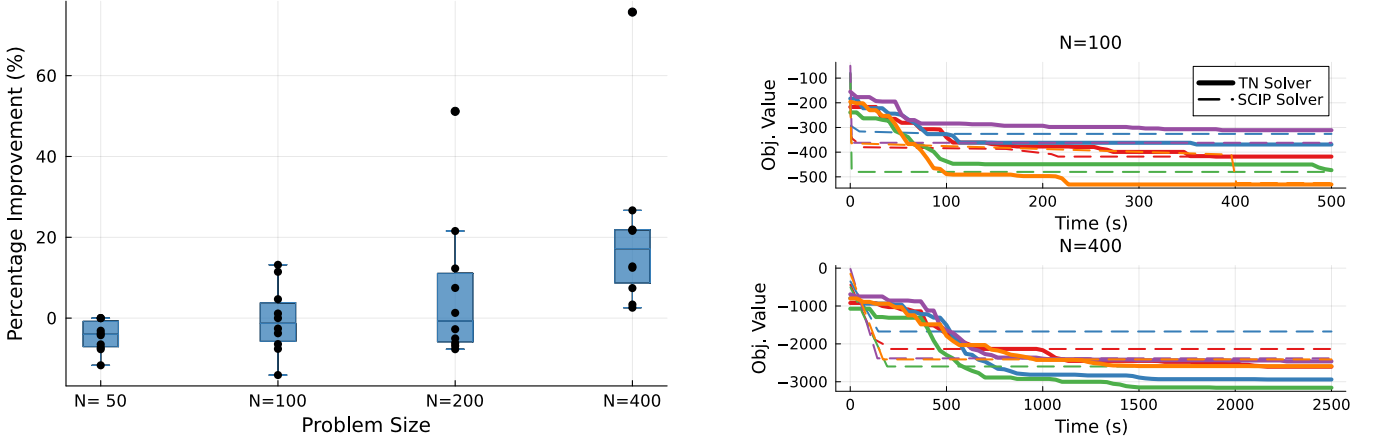 Percentage Improvement (%)
60
40
20
0
N= 50
N=100
N=200
N=400
Problem Size
N=100
Obj. Value
−100
−200
−300
−400
−500
TN Solver
SCIP Solver
0
100
200
300
400
500
Time (s)
N=400
Obj. Value
0
−1000
−2000
−3000
0
500
1000
1500
2000
2500
Time (s)